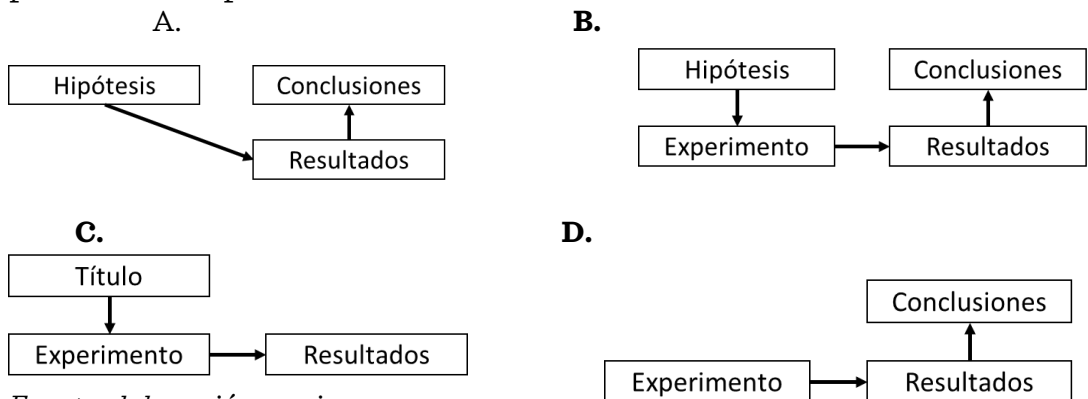 A.
B.
Hipótesis
Conclusiones
Resultados
Hipótesis
Conclusiones
Experimento
Resultados
C.
D.
Título
Experimento
Resultados
Conclusiones
Experimento
Resultados